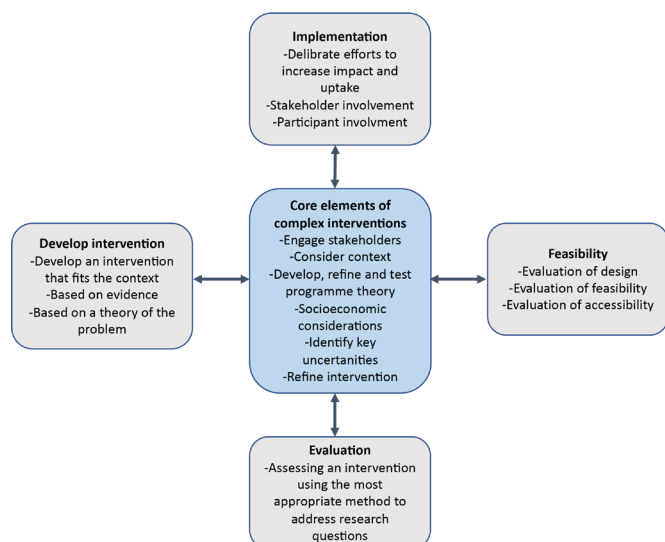 Implementation
-Delibrate efforts to
increase impact and
uptake
-Stakeholder involvement
-Participant involvment
Core elements of
complex interventions
-Engage stakeholders
-Consider context
-Develop, refine and test
programme theory
-Socioeconomic
considerations
-Identify key
uncertanities
-Refine intervention
Develop intervention
-Develop an intervention
that fits the context
-Based on evidence
-Based on a theory of the
problem
Feasibility
-Evaluation of design
-Evaluation of feasibility
-Evaluation of accessibility
Evaluation
-Assessing an intervention
using the most
appropriate method to
address research
questions